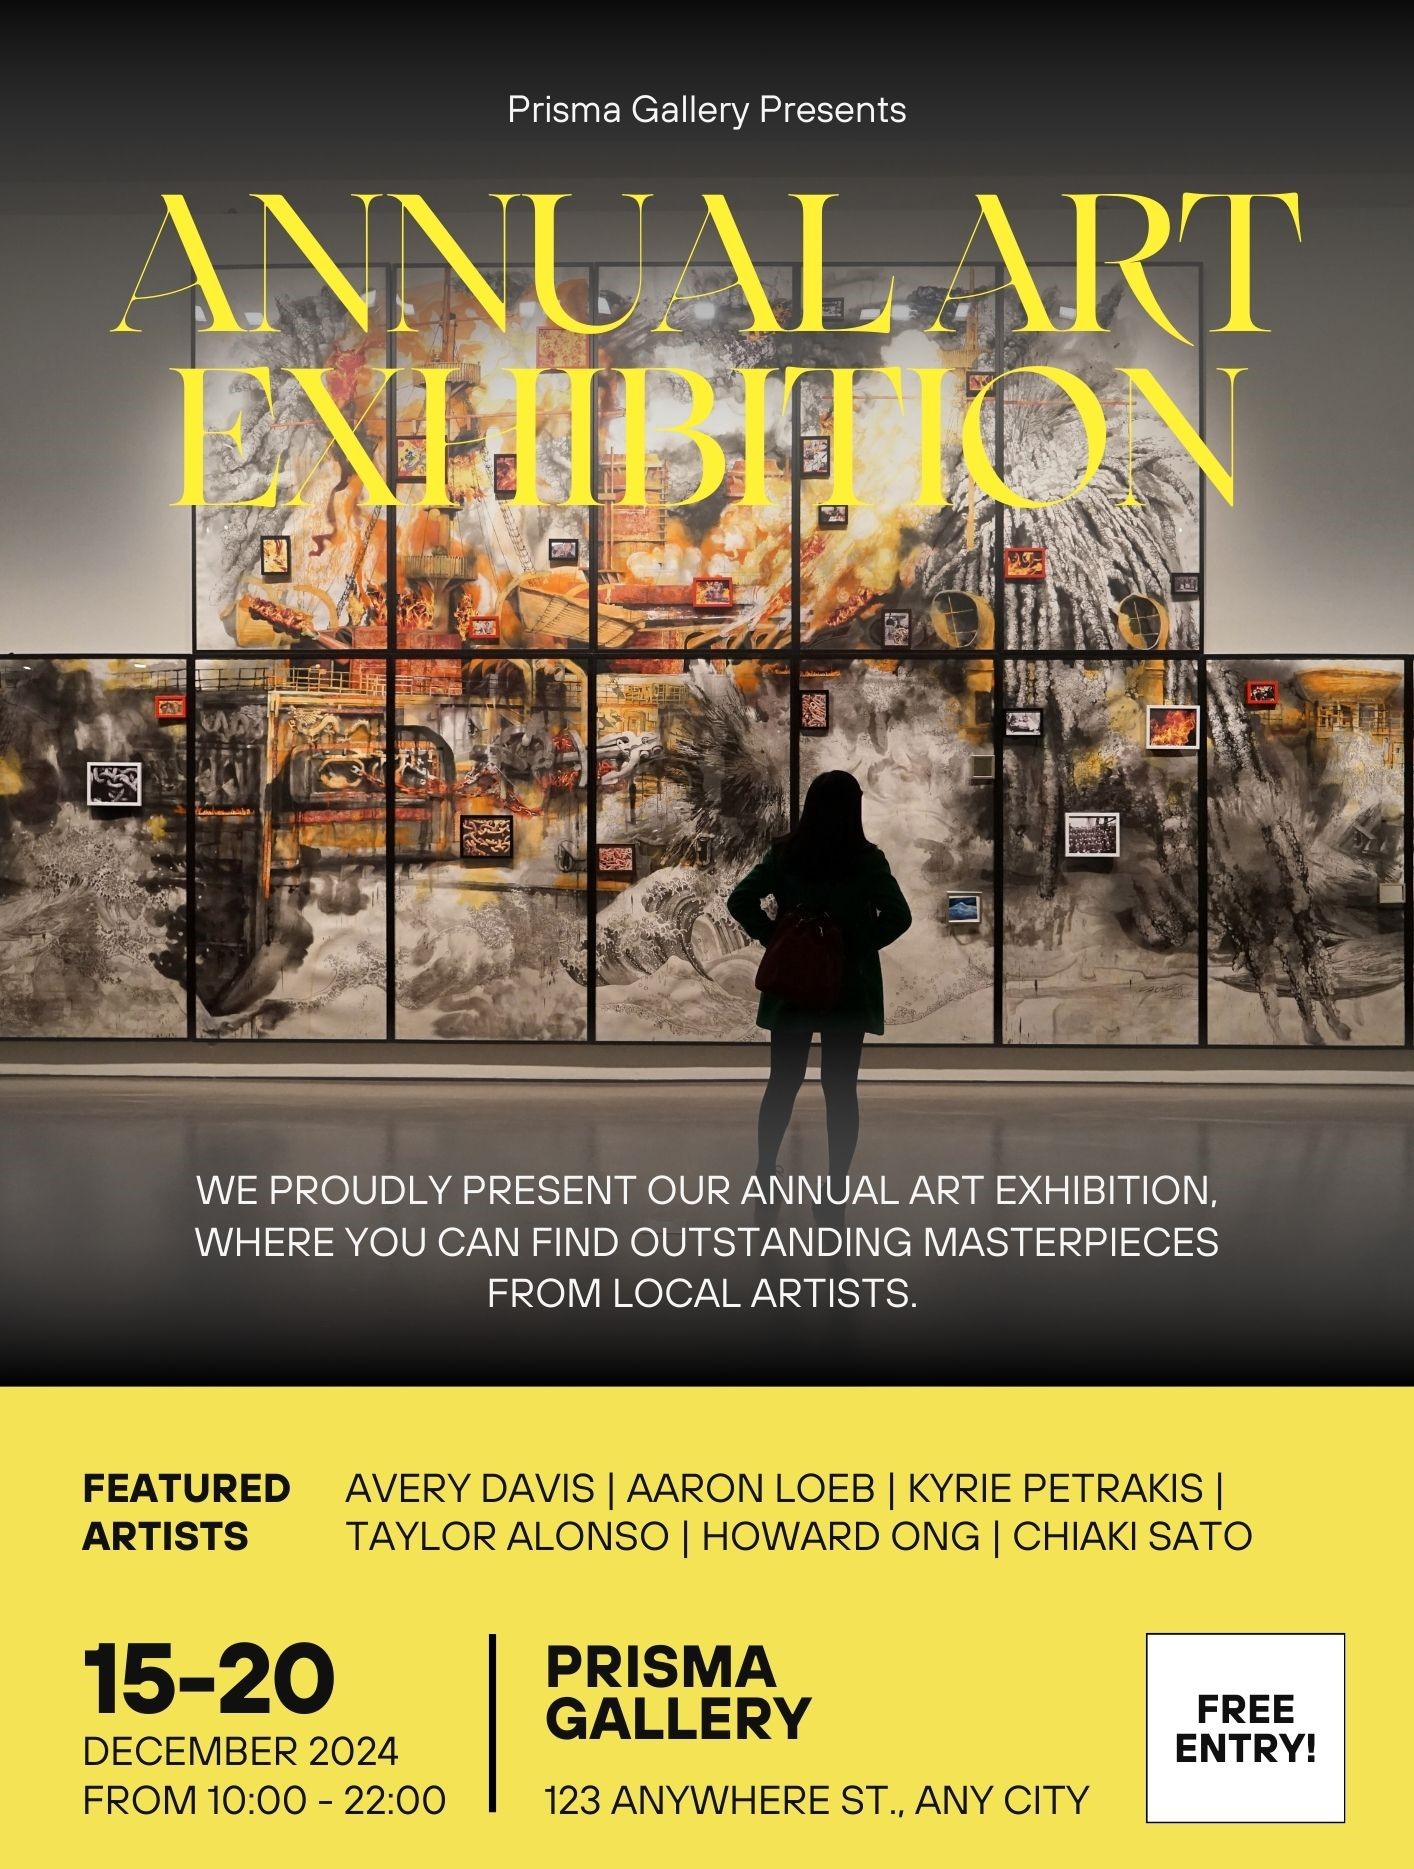 Prisma Gallery Presents
ANNUAL ART
EXHIBITION
WE PROUDLY PRESENT OUR ANNUAL ART EXHIBITION,
WHERE YOU CAN FIND OUTSTANDING MASTERPIECES
FROM LOCAL ARTISTS.
FEATURED
ARTISTS
AVERY DAVIS | AARON LOEB | KYRIE PETRAKIS |
TAYLOR ALONSO | HOWARD ONG | CHIAKI SATO
15-20
DECEMBER 2024
FROM 10:00 - 22:00
PRISMA
GALLERY
123 ANYWHERE ST., ANY CITY
FREE
ENTRY!